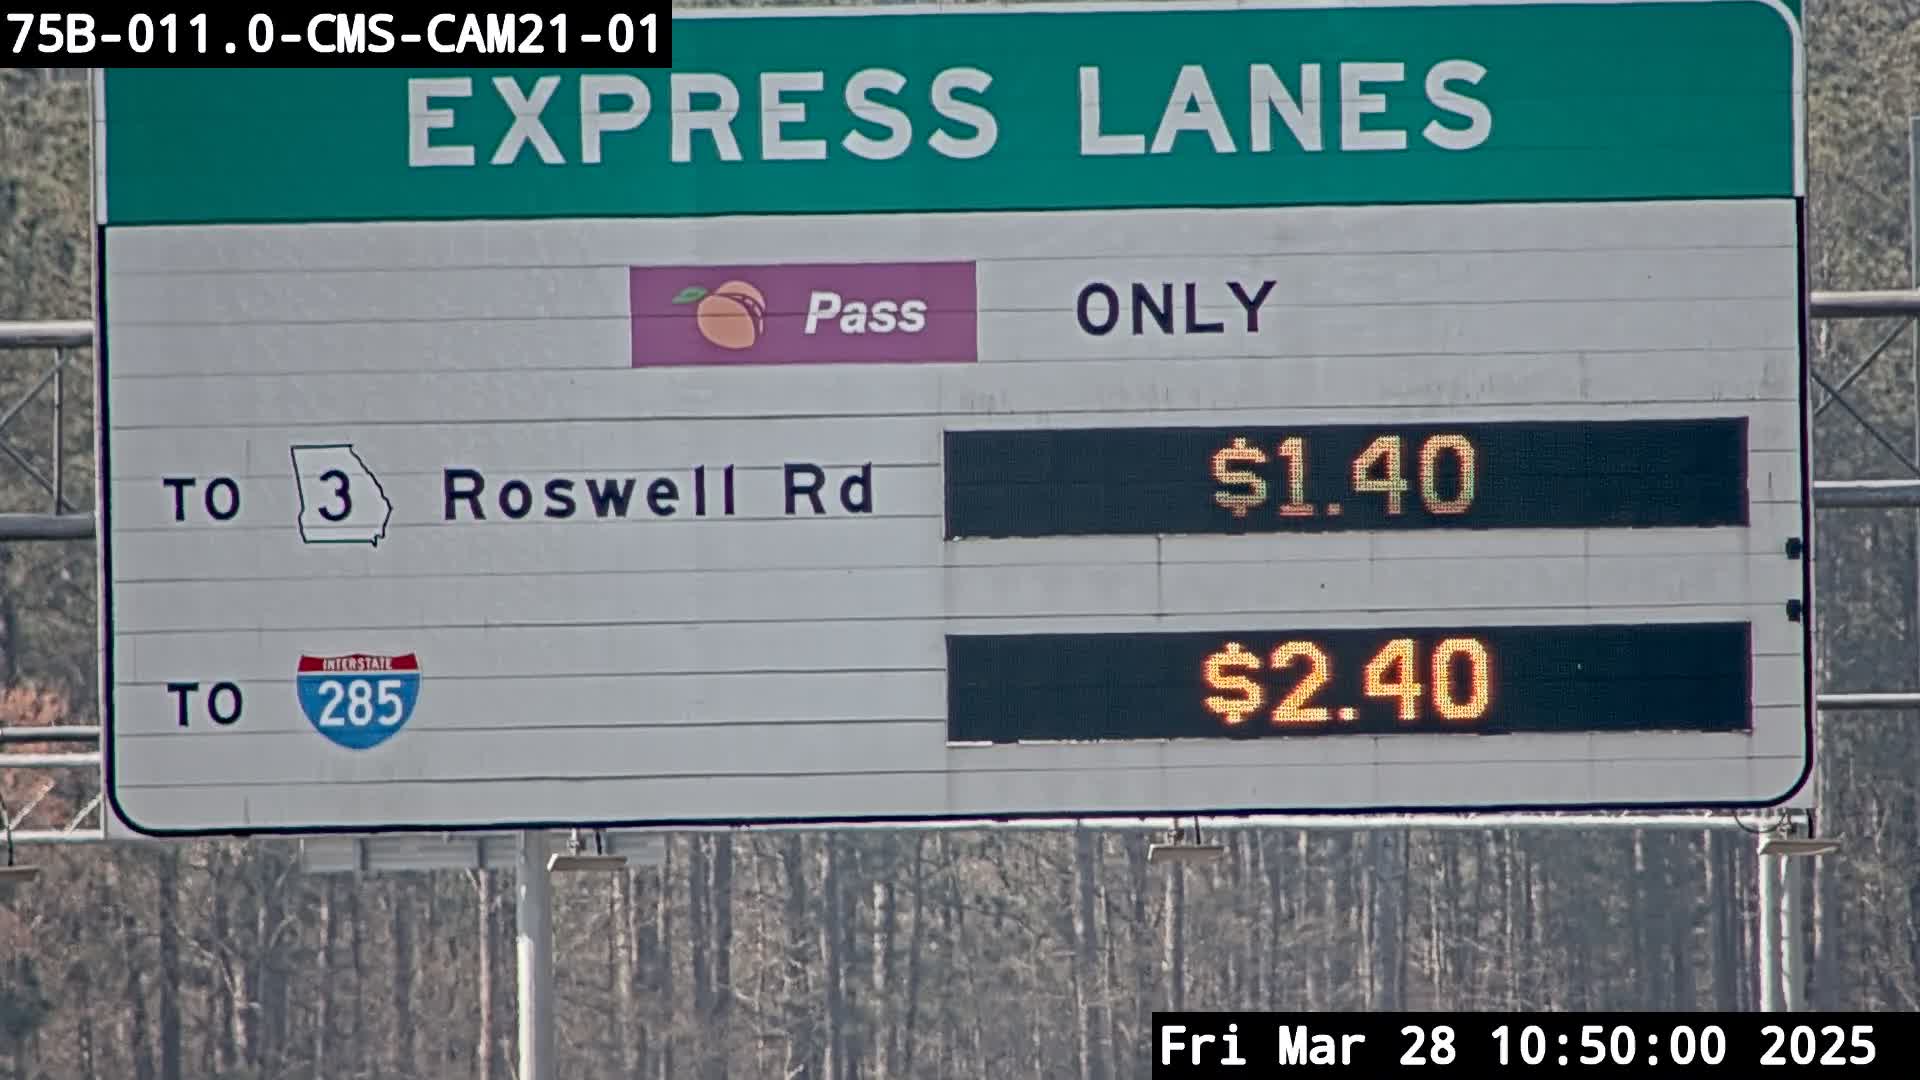 75B-011.0-CMS-CAM21-01
EXPRESS LANES
Pass ONLY
TO 3 Roswell Rd $1.40
INTERSTATE
TO 285 $2.40
Fri Mar 28 10:50:00 2025